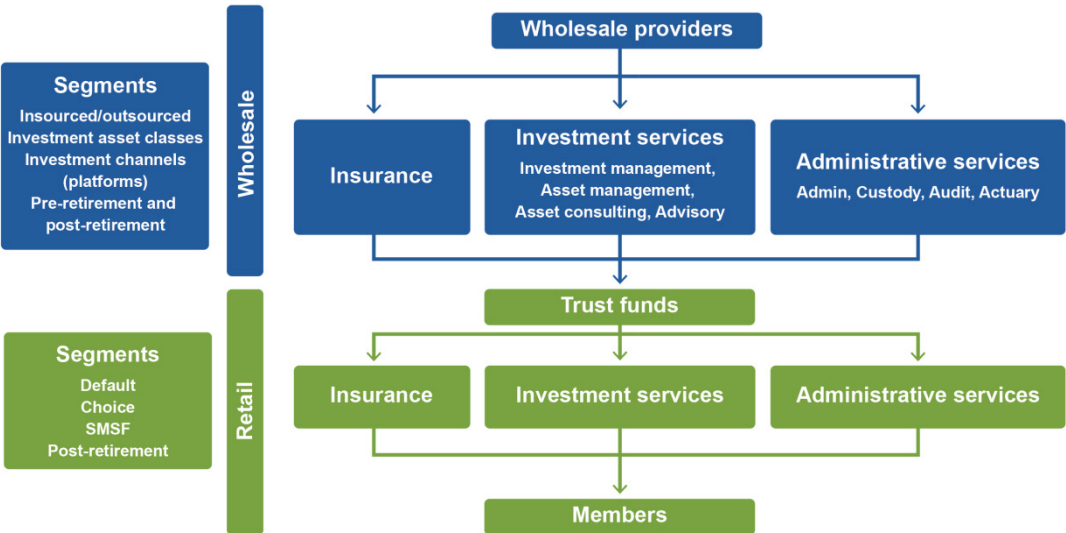 Wholesale providers
Segments
Insourced/outsourced
Investment asset classes
Investment channels
(platforms)
Pre-retirement and
post-retirement
Wholesale
Insurance
Investment services
Investment management,
Asset management,
Asset consulting, Advisory
Administrative services
Admin, Custody, Audit, Actuary
Trust funds
Segments
Default
Choice
SMSF
Post-retirement
Retail
Insurance
Investment services
Administrative services
Members